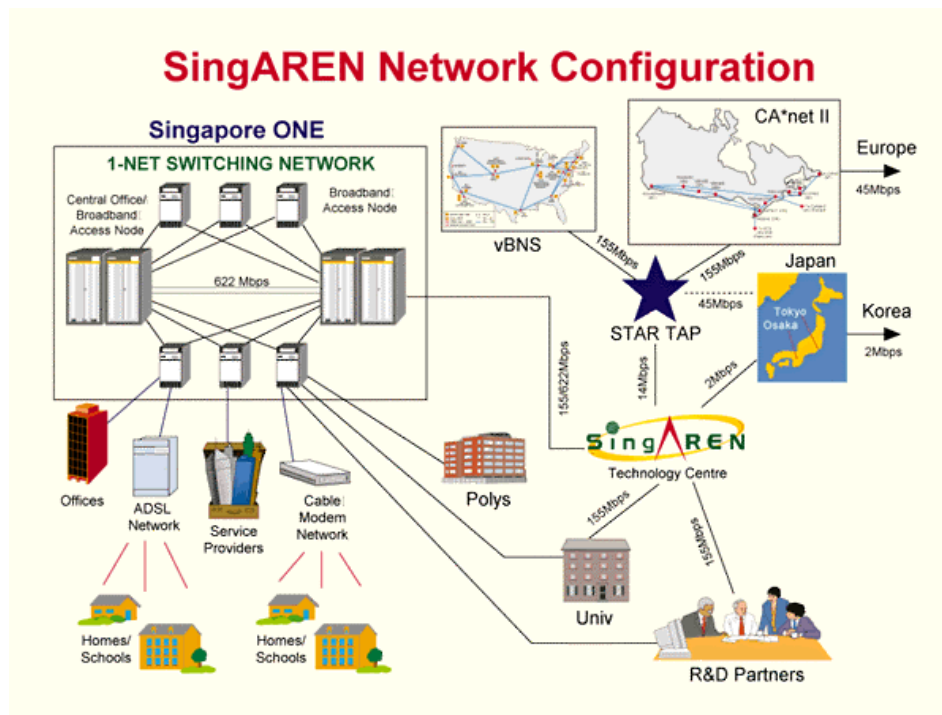 SingAREN Network Configuration
Singapore ONE
1-NET SWITCHING NETWORK
Central Office/
Broadband
Access Node
Broadband
Access Node
622 Mbps
vBNS
CA*net II
Europe
45Mbps
155Mbps
155Mbps
STAR TAP
45Mbps
Japan
Tokyo
Osaka
Korea
2Mbps
155/622Mbps
14Mbps
2Mbps
SingAREN
Technology Centre
Offices
ADSL
Network
Service
Providers
Cable
Modem
Network
Polys
155Mbps
155Mbps
Univ
Homes/
Schools
Homes/
Schools
R&D Partners